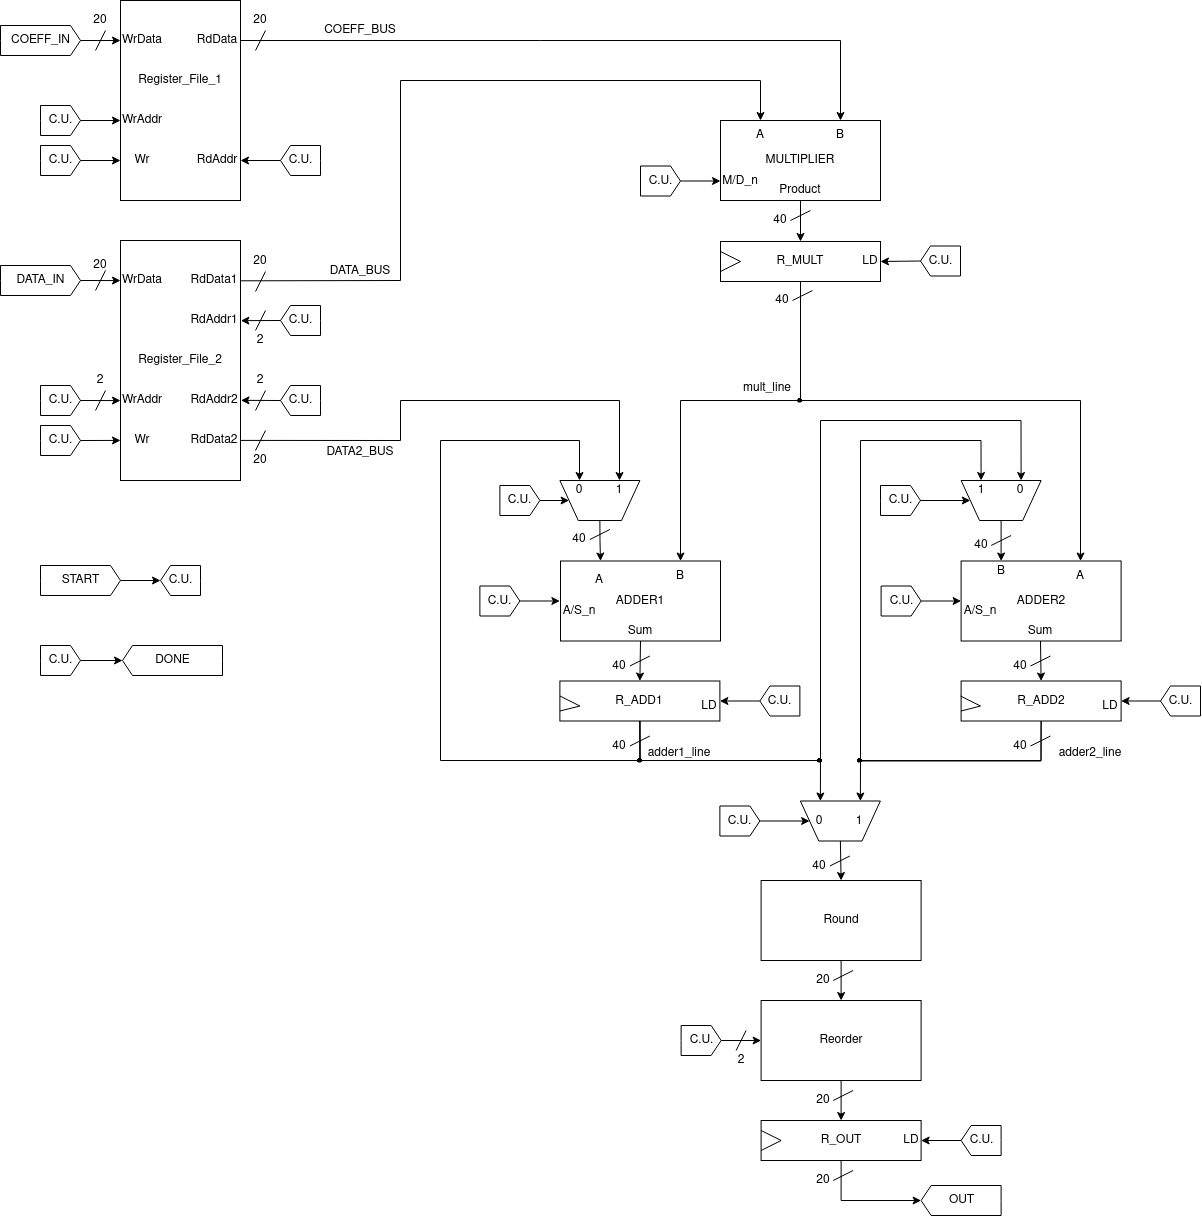 20
20
COEFF_BUS
COEFF_IN
WrData
RdData
Register_File_1
C.U.
WrAddr
C.U.
Wr
RdAddr
C.U.
A
B
MULTIPLIER
C.U.
M/D_n
Product
40
20
20
DATA_BUS
R_MULT
LD
C.U.
DATA_IN
WrData
RdData1
40
RdAddr1
C.U.
2
Register_File_2
2
2
mult_line
C.U.
WrAddr
RdAddr2
C.U.
C.U.
Wr
RdData2
20
DATA2_BUS
0
1
1
0
C.U.
C.U.
40
40
START
C.U.
A
B
B
A
C.U.
ADDER1
C.U.
ADDER2
A/S_n
A/S_n
Sum
Sum
C.U.
DONE
40
40
R_ADD1
LD
C.U.
R_ADD2
LD
C.U.
40
adder1_line
40
adder2_line
C.U.
0
1
40
Round
20
C.U.
2
Reorder
20
R_OUT
LD
C.U.
20
OUT